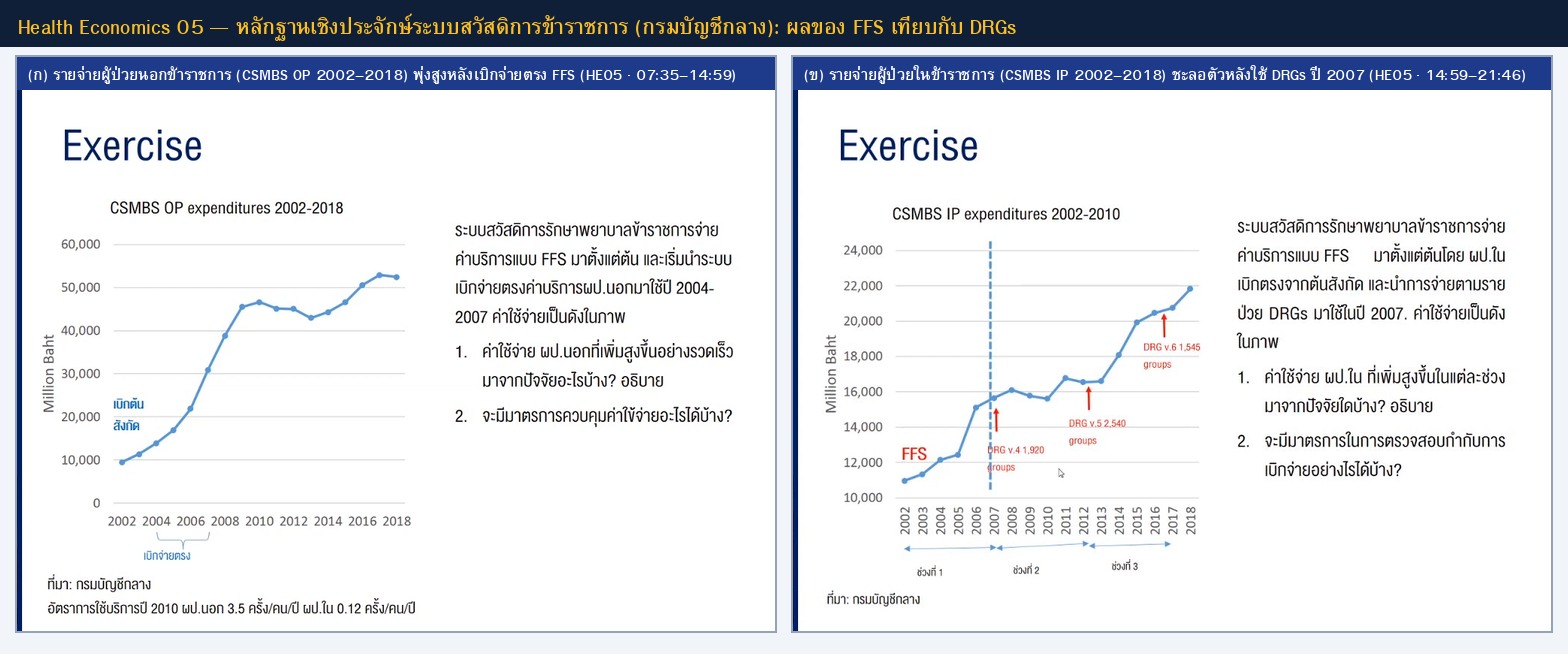 Health Economics 05 — หลักฐานเชิงประจักษ์ระบบสวัสดิการข้าราชการ (กรมบัญชีกลาง): ผลของ FFS เทียบกับ DRGs
(ก) รายจ่ายผู้ป่วยนอกข้าราชการ (CSMBS OP 2002–2018) พุ่งสูงหลังเบิกจ่ายตรง FFS (HE05 · 07:35–14:59)
Exercise
CSMBS OP expenditures 2002-2018
Million Baht
60,000
50,000
40,000
30,000
20,000
10,000
0
เบิกต้น
สังกัด
2002 2004 2006 2008 2010 2012 2014 2016 2018
เบิกจ่ายตรง
ที่มา: กรมบัญชีกลาง
อัตราการใช้บริการปี 2010 ผป.นอก 3.5 ครั้ง/คน/ปี ผป.ใน 0.12 ครั้ง/คน/ปี
ระบบสวัสดิการรักษาพยาบาลข้าราชการจ่าย
ค่าบริการแบบ FFS มาตั้งแต่ต้น และเริ่มนำระบบ
เบิกจ่ายตรงค่าบริการผป.นอกมาใช้ปี 2004-
2007 ค่าใช้จ่ายเป็นดังในภาพ
1. ค่าใช้จ่าย ผป.นอกที่เพิ่มสูงขึ้นอย่างรวดเร็ว
มาจากปัจจัยอะไรบ้าง? อธิบาย
2. จะมีมาตรการควบคุมค่าใข้จ่ายอะไรได้บ้าง?
(ข) รายจ่ายผู้ป่วยในข้าราชการ (CSMBS IP 2002–2018) ชะลอตัวหลังใช้ DRGs ปี 2007 (HE05 · 14:59–21:46)
Exercise
CSMBS IP expenditures 2002-2010
Million Baht
24,000
22,000
20,000
18,000
16,000
14,000
12,000
10,000
FFS
DRG v.4 1,920
groups
DRG v.5 2,540
groups
DRG v.6 1,545
groups
2002 2003 2004 2005 2006 2007 2008 2009 2010 2011 2012 2013 2014 2015 2016 2017 2018
ช่วงที่ 1
ช่วงที่ 2
ช่วงที่ 3
ที่มา: กรมบัญชีกลาง
ระบบสวัสดิการรักษาพยาบาลข้าราชการจ่าย
ค่าบริการแบบ FFS มาตั้งแต่ต้นโดย ผป.ใน
เบิกตรงจากต้นสังกัด และนำการจ่ายตามราย
ป่วย DRGs มาใช้ในปี 2007. ค่าใช้จ่ายเป็นดัง
ในภาพ
1. ค่าใช้จ่าย ผป.ใน ที่เพิ่มสูงขึ้นในแต่ละช่วง
มาจากปัจจัยใดบ้าง? อธิบาย
2. จะมีมาตรการในการตรวจสอบกำกับการ
เบิกจ่ายอย่างไรได้บ้าง?